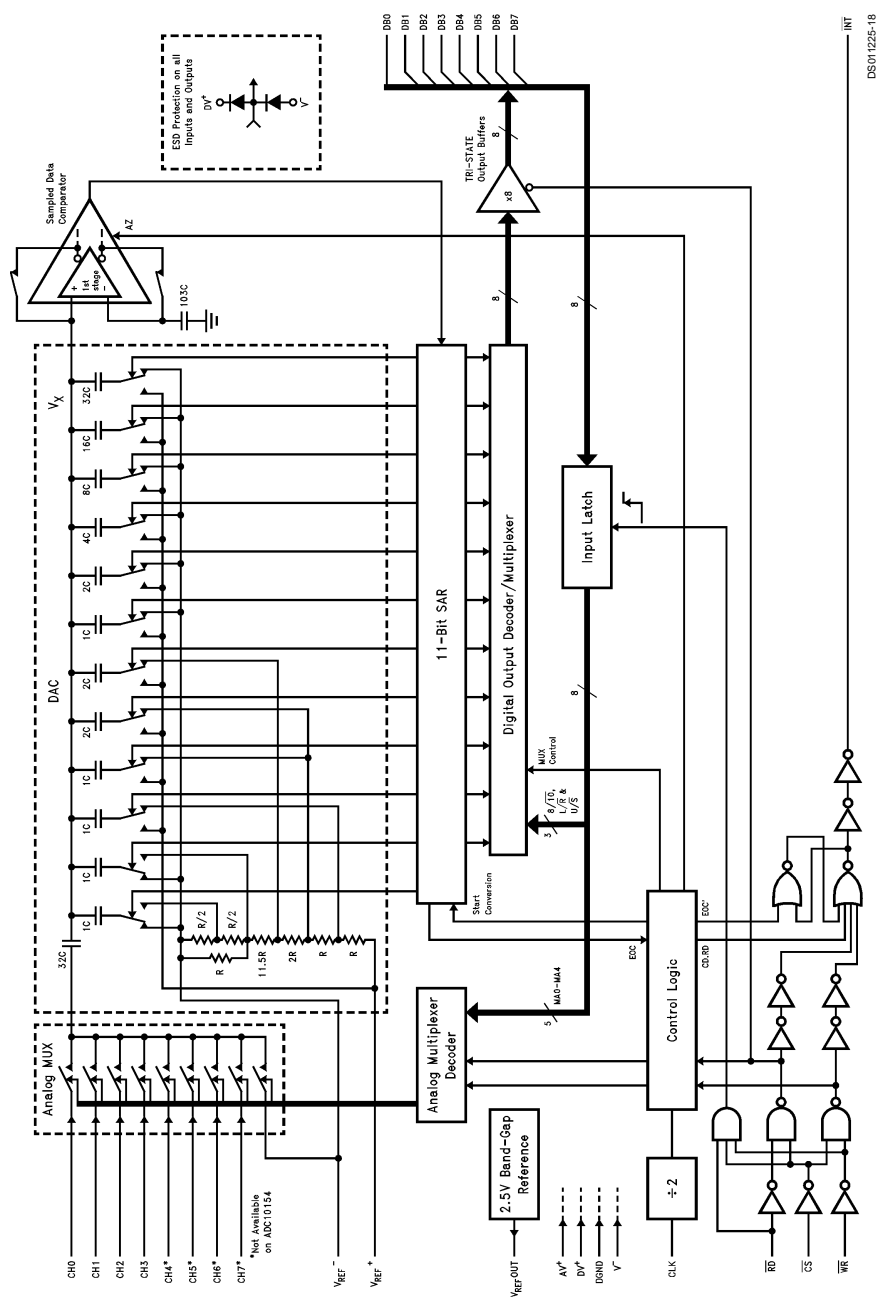 CH0
CH1
CH2
CH3
CH4*
CH5*
CH6*
CH7*
*Not Available
on ADC10154
VREF-
VREF+
VREFOUT
AV+
DV+
DGND
V-
CLK
RD
CS
WR
Analog MUX
DAC
VX
32C
1C
1C
1C
1C
2C
2C
1C
2C
4C
8C
16C
32C
R/2
R/2
R
11.5R
2R
R
R
Sampled Data
Comparator
+
1st
stage
-
AZ
103C
ESD Protection on all
Inputs and Outputs
DV+
V-
Analog Multiplexer
Decoder
11-Bit SAR
Start
Conversion
EOC
Digital Output Decoder/Multiplexer
MUX
Control
3
8/10,
L/R &
U/S
5
MA0-MA4
8
8
8
8
TRI-STATE
Output Buffers
x8
Input Latch
2.5V Band-Gap
Reference
÷2
Control Logic
EOC'
CD.RD
DB0
DB1
DB2
DB3
DB4
DB5
DB6
DB7
INT
DS011225-18